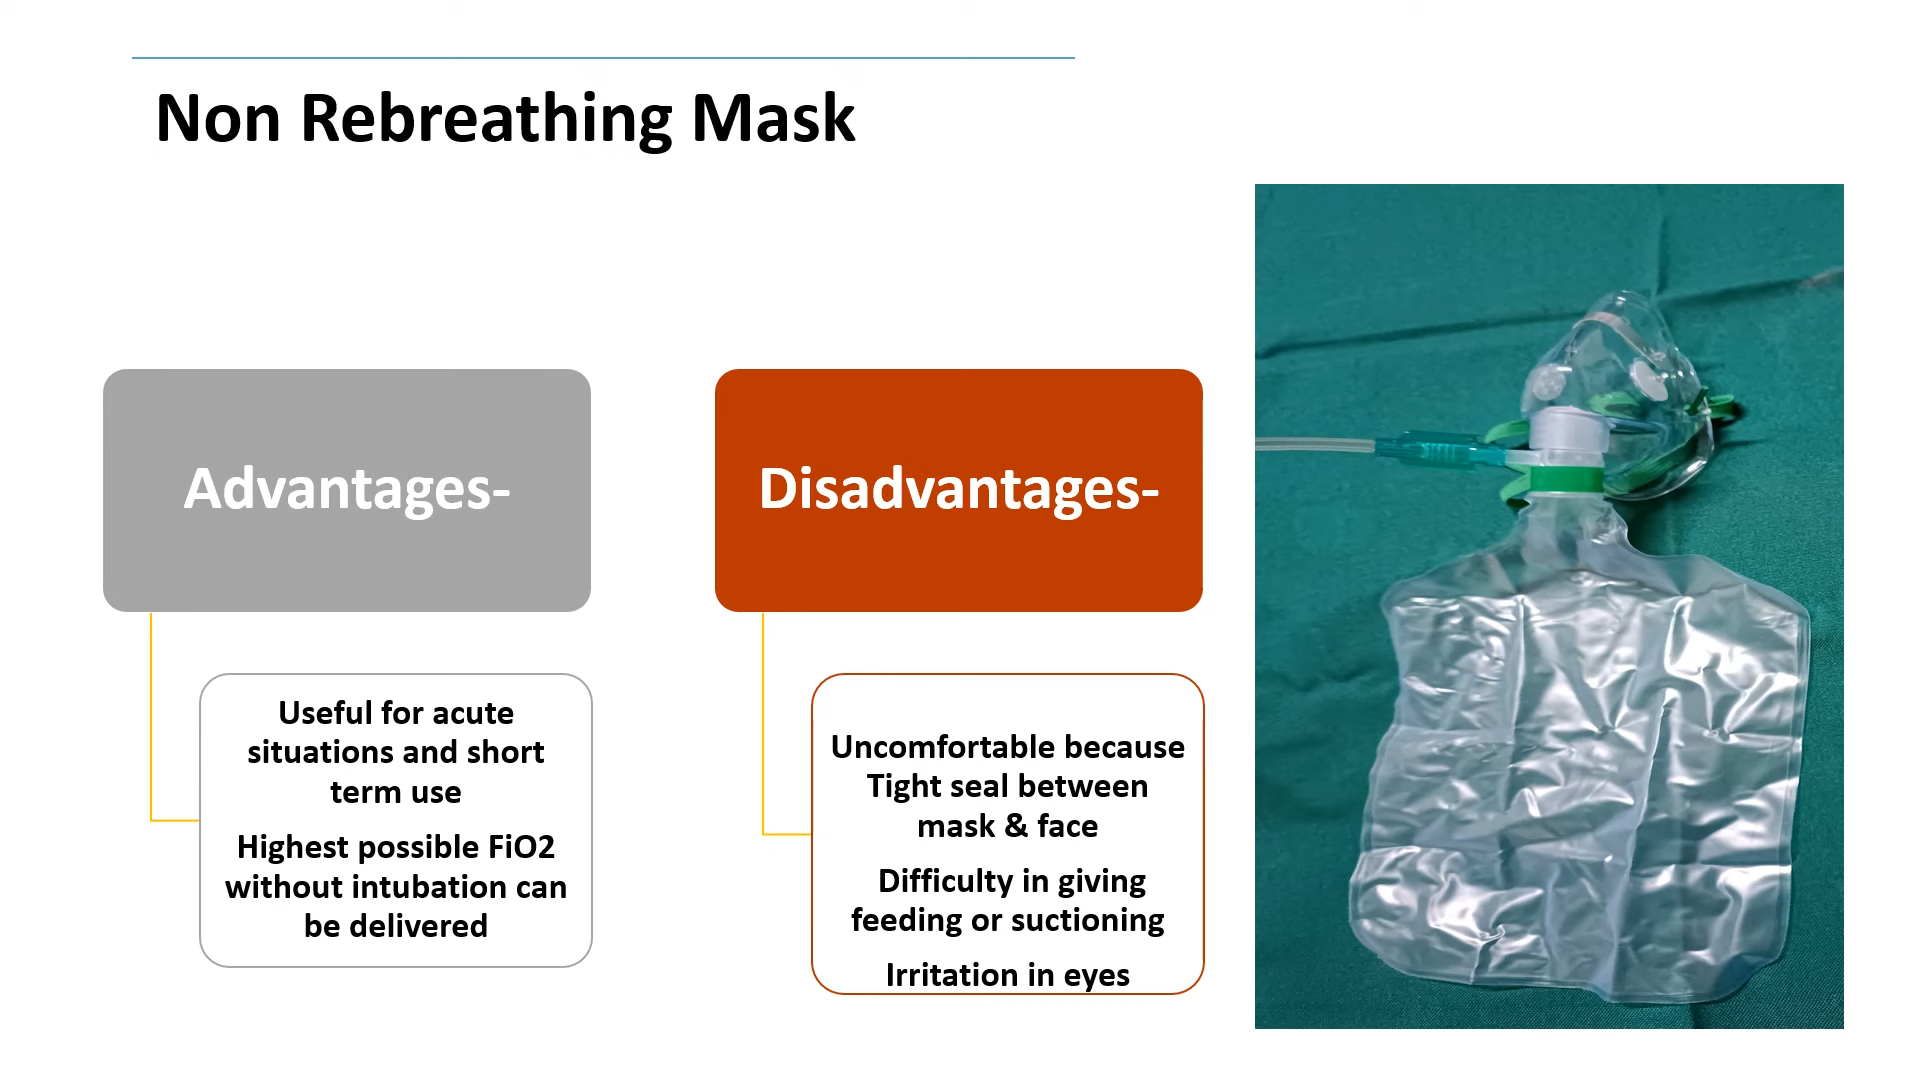 Non Rebreathing Mask
Advantages-
Useful for acute
situations and short
term use
Highest possible FiO2
without intubation can
be delivered
Disadvantages-
Uncomfortable because
Tight seal between
mask & face
Difficulty in giving
feeding or suctioning
Irritation in eyes